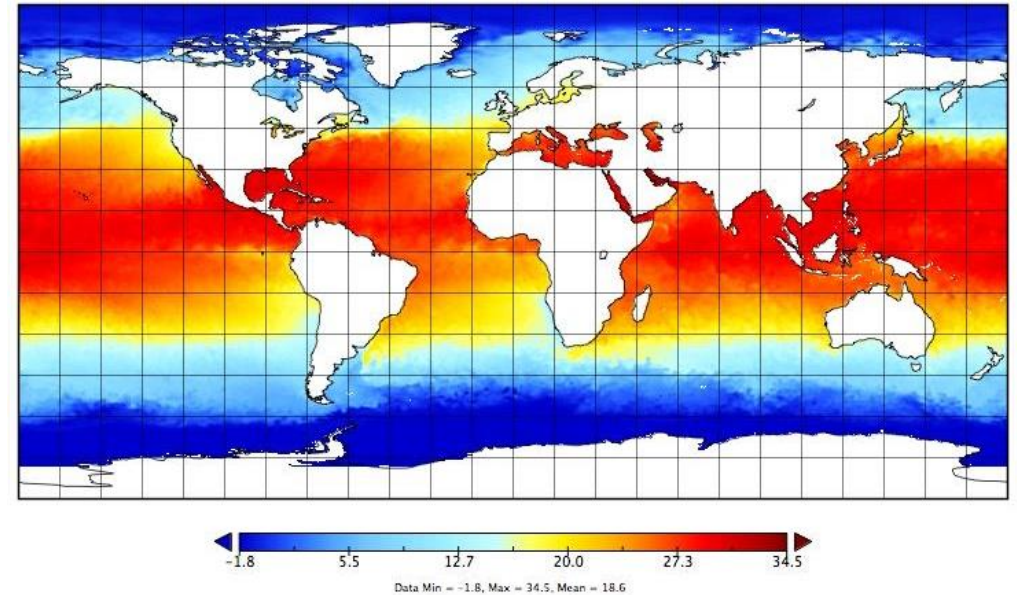 -1.8 5.5 12.7 20.0 27.3 34.5
Data Min = -1.8, Max = 34.5, Mean = 18.6